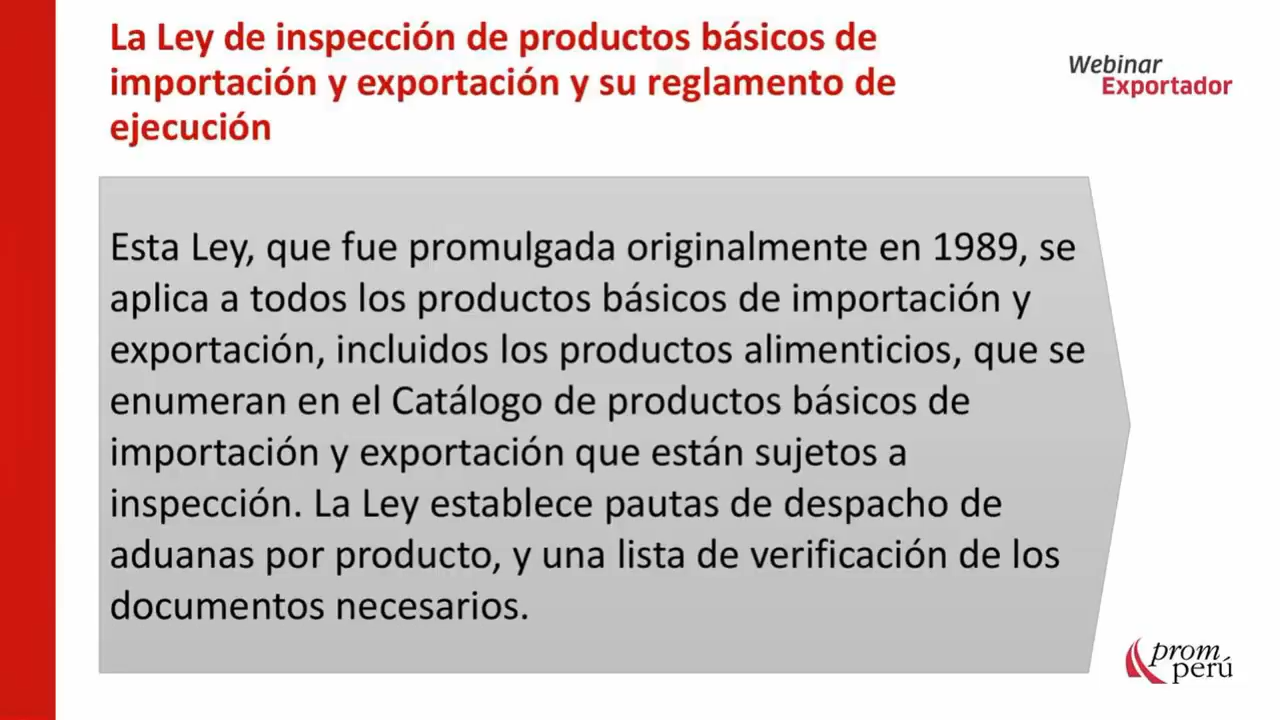 La Ley de inspección de productos básicos de
importación y exportación y su reglamento de
ejecución
Webinar
Exportador
Esta Ley, que fue promulgada originalmente en 1989, se
aplica a todos los productos básicos de importación y
exportación, incluidos los productos alimenticios, que se
enumeran en el Catálogo de productos básicos de
importación y exportación que están sujetos a
inspección. La Ley establece pautas de despacho de
aduanas por producto, y una lista de verificación de los
documentos necesarios.
prom
perú